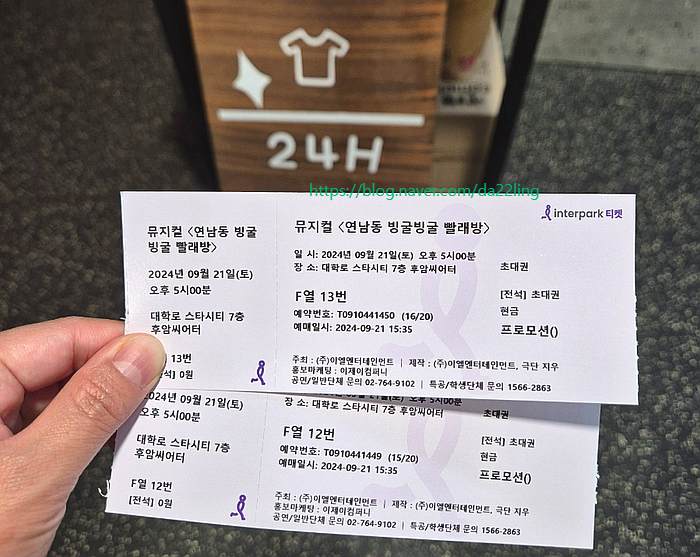 24H
https://blog.naver.com/da22ling
interpark 티켓
뮤지컬 <연남동 빙굴
빙굴 빨래방>
2024년 09월 21일(토)
오후 5시00분
대학로 스타시티 7층
후암씨어터
13번
석] 0원
뮤지컬 <연남동 빙굴빙굴 빨래방>
일 시: 2024년 09월 21일(토) 오후 5시00분
장 소: 대학로 스타시티 7층 후암씨어터
초대권
F열 13번
[전석] 초대권
예약번호: T0910441450 (16/20)
현금
예매일시: 2024-09-21 15:35
프로모션()
주최 : (주)이엘엔터테인먼트 | 제작 : (주)이엘엔터테인먼트, 극단 지우
홍보마케팅 : 이제이컴퍼니
공연/일반단체 문의 02-764-9102 | 특공/학생단체 문의 1566-2863
09월 21일(토)
오후 5시00분
대학로 스타시티 7층
후암씨어터
F열 12번
[전석] 0원
장 소: 대학로 스타시티 7층 후암씨어터
초대권
F열 12번
[전석] 초대권
예약번호: T0910441449 (15/20)
현금
예매일시: 2024-09-21 15:35
프로모션()
주최 : (주)이엘엔터테인먼트 | 제작 : (주)이엘엔터테인먼트, 극단 지우
홍보마케팅 : 이제이컴퍼니
공연/일반단체 문의 02-764-9102 | 특공/학생단체 문의 1566-2863